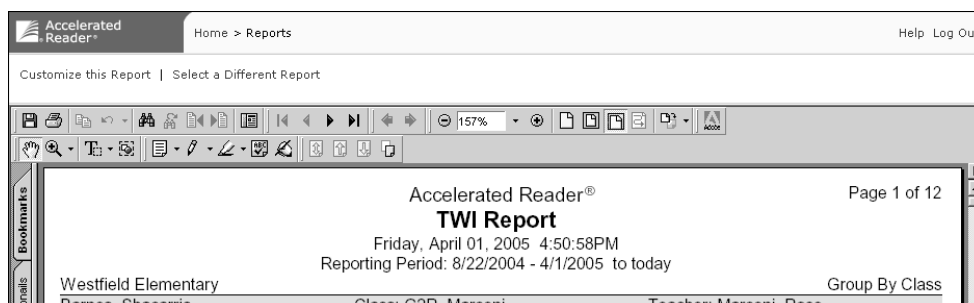 Accelerated
Reader®
Home > Reports
Help Log Ou
Customize this Report | Select a Different Report
157%
Adobe
Bookmarks
Accelerated Reader®
Page 1 of 12
TWI Report
Friday, April 01, 2005 4:50:58PM
Reporting Period: 8/22/2004 - 4/1/2005 to today
Westfield Elementary
Group By Class